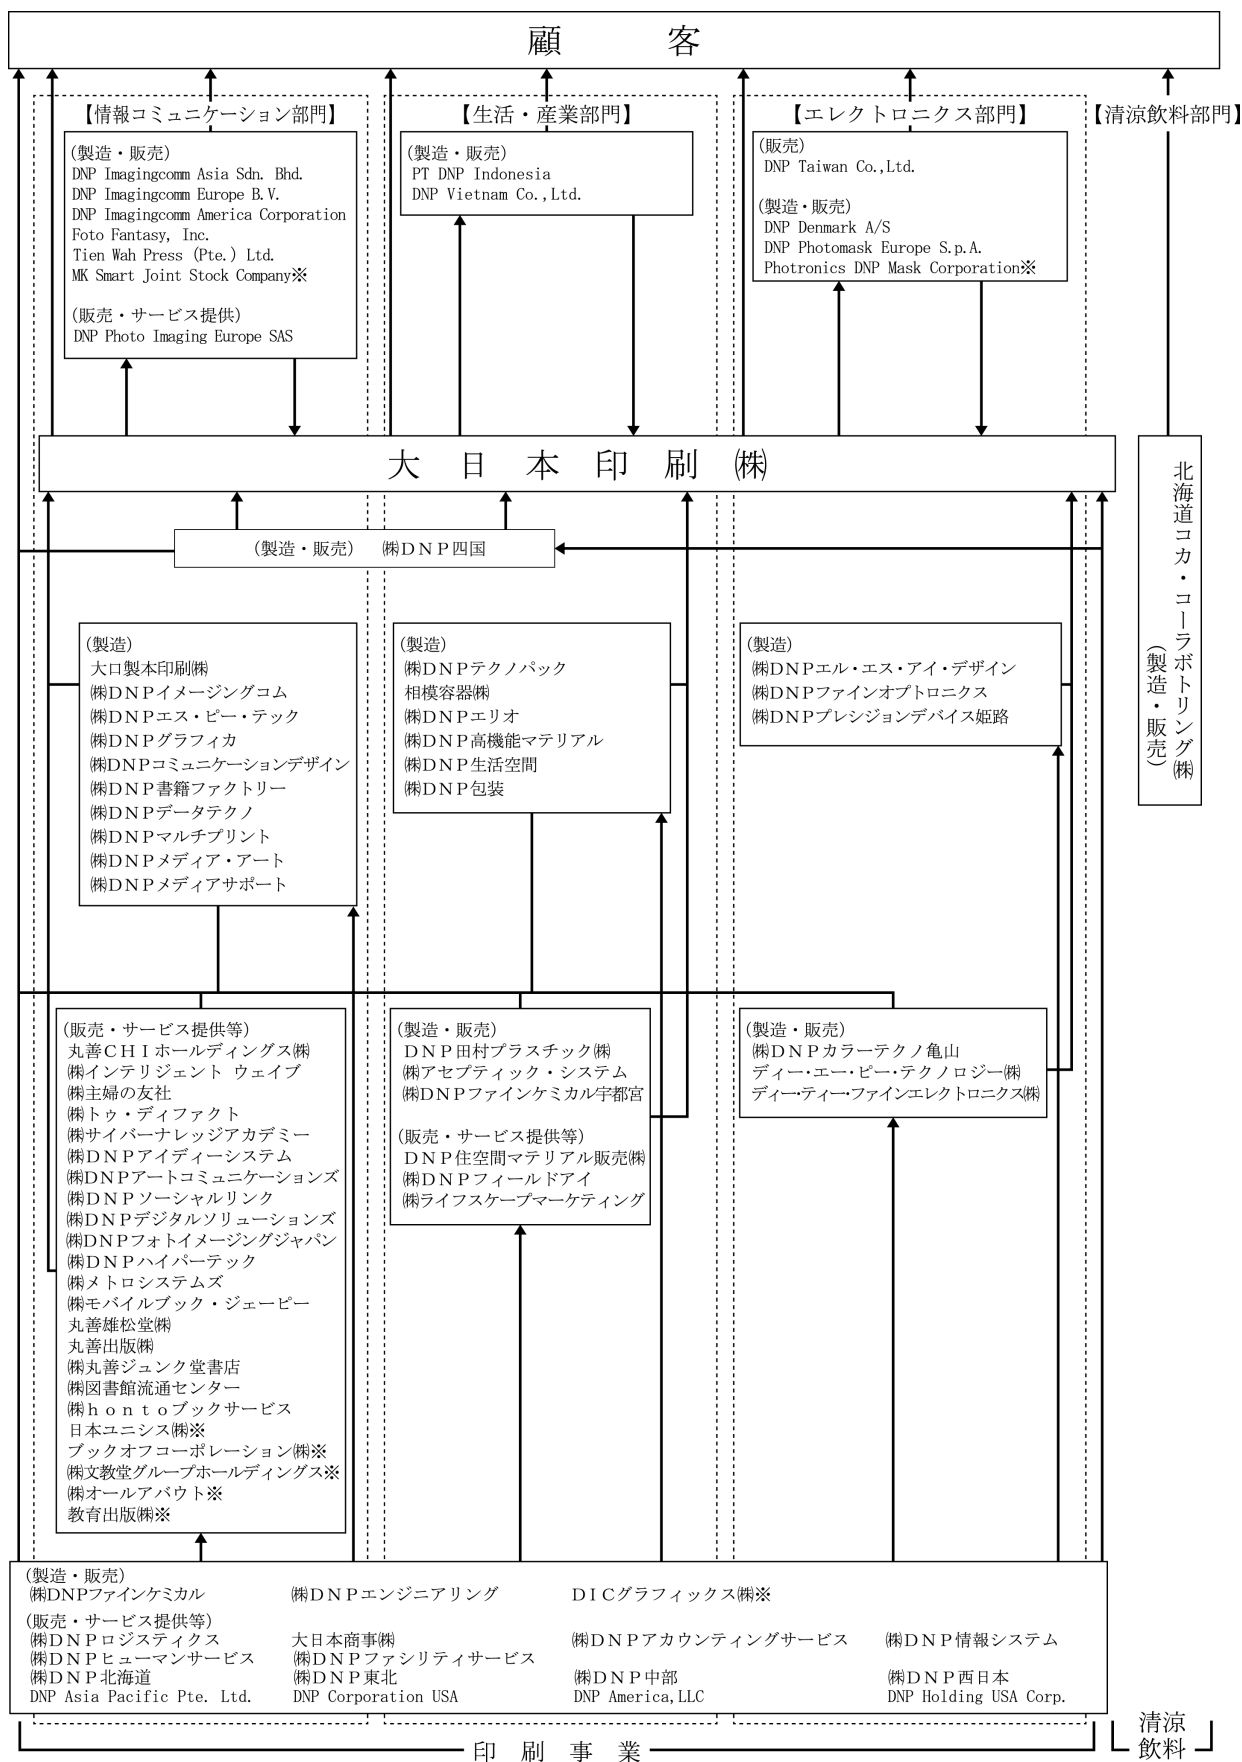 顧客
【情報コミュニケーション部門】
(製造・販売)
DNP Imagingcomm Asia Sdn. Bhd.
DNP Imagingcomm Europe B.V.
DNP Imagingcomm America Corporation
Foto Fantasy, Inc.
Tien Wah Press (Pte.) Ltd.
MK Smart Joint Stock Company※
(販売・サービス提供)
DNP Photo Imaging Europe SAS
【生活・産業部門】
(製造・販売)
PT DNP Indonesia
DNP Vietnam Co.,Ltd.
【エレクトロニクス部門】
(販売)
DNP Taiwan Co.,Ltd.
(製造・販売)
DNP Denmark A/S
DNP Photomask Europe S.p.A.
Photronics DNP Mask Corporation※
【清涼飲料部門】
大日本印刷㈱
北海道コカ・コーラボトリング㈱
(製造・販売)
(製造・販売) ㈱DNP四国
(製造)
大口製本印刷㈱
㈱DNPイメージングコム
㈱DNPエス・ピー・テック
㈱DNPグラフィカ
㈱DNPコミュニケーションデザイン
㈱DNP書籍ファクトリー
㈱DNPデータテクノ
㈱DNPマルチプリント
㈱DNPメディア・アート
㈱DNPメディアサポート
(製造)
㈱DNPテクノパック
相模容器㈱
㈱DNPエリオ
㈱DNP高機能マテリアル
㈱DNP生活空間
㈱DNP包装
(製造)
㈱DNPエル・エス・アイ・デザイン
㈱DNPファインオプトロニクス
㈱DNPプレシジョンデバイス姫路
(販売・サービス提供等)
丸善CHIホールディングス㈱
㈱インテリジェント ウェイブ
㈱主婦の友社
㈱トゥ・ディファクト
㈱サイバーナレッジアカデミー
㈱DNPアイディーシステム
㈱DNPアートコミュニケーションズ
㈱DNPソーシャルリンク
㈱DNPデジタルソリューションズ
㈱DNPフォトイメージングジャパン
㈱DNPハイパーテック
㈱メトロシステムズ
㈱モバイルブック・ジェーピー
丸善雄松堂㈱
丸善出版㈱
㈱丸善ジュンク堂書店
㈱図書館流通センター
㈱hontoブックサービス
日本ユニシス㈱※
ブックオフコーポレーション㈱※
㈱文教堂グループホールディングス※
㈱オールアバウト※
教育出版㈱※
(製造・販売)
DNP田村プラスチック㈱
㈱アセプティック・システム
㈱DNPファインケミカル宇都宮
(販売・サービス提供等)
DNP住空間マテリアル販売㈱
㈱DNPフィールドアイ
㈱ライフスケープマーケティング
(製造・販売)
㈱DNPカラーテクノ亀山
ディー・エー・ピー・テクノロジー㈱
ディー・ティー・ファインエレクトロニクス㈱
(製造・販売)
㈱DNPファインケミカル ㈱DNPエンジニアリング DICグラフィックス㈱※
(販売・サービス提供等)
㈱DNPロジスティクス 大日本商事㈱ ㈱DNPアカウンティングサービス ㈱DNP情報システム
㈱DNPヒューマンサービス ㈱DNPファシリティサービス
㈱DNP北海道 ㈱DNP東北 ㈱DNP中部 ㈱DNP西日本
DNP Asia Pacific Pte. Ltd. DNP Corporation USA DNP America,LLC DNP Holding USA Corp.
印刷事業
清涼
飲料